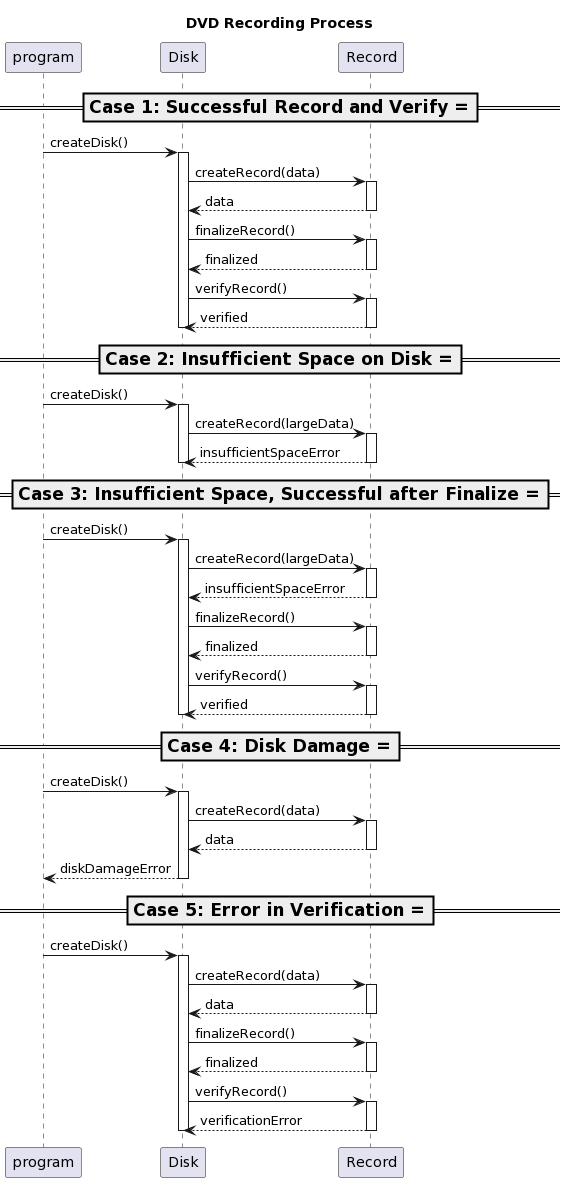 DVD Recording Process
program Disk Record
Case 1: Successful Record and Verify =
createDisk()
createRecord(data)
data
finalizeRecord()
finalized
verifyRecord()
verified
Case 2: Insufficient Space on Disk =
createDisk()
createRecord(largeData)
insufficientSpaceError
Case 3: Insufficient Space, Successful after Finalize =
createDisk()
createRecord(largeData)
insufficientSpaceError
finalizeRecord()
finalized
verifyRecord()
verified
Case 4: Disk Damage =
createDisk()
createRecord(data)
data
diskDamageError
Case 5: Error in Verification =
createDisk()
createRecord(data)
data
finalizeRecord()
finalized
verifyRecord()
verificationError
program Disk Record